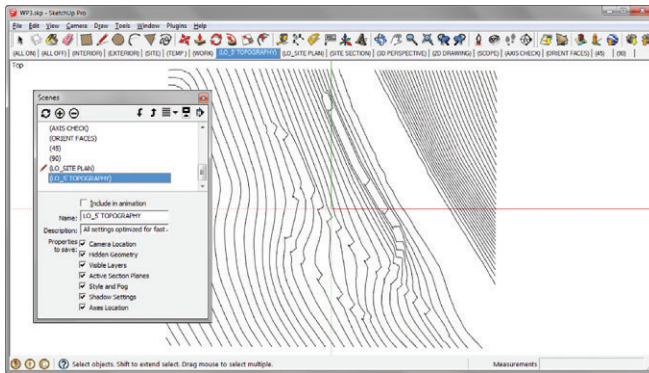 WP3.skp - SketchUp Pro
File Edit View Camera Draw Tools Window Plugins Help
(ALL ON) (ALL OFF) (INTERIOR) (EXTERIOR) (SITE) (TEMP) (WORK) (LO_5' TOPOGRAPHY) (LO_SITE PLAN) (SITE SECTION) (3D PERSPECTIVE) (2D DRAWING) (SCOPE) (AXIS CHECK) (ORIENT FACES) (45) (90)
Top
Scenes
(AXIS CHECK)
(ORIENT FACES)
(45)
(90)
(LO_SITE PLAN)
(LO_5' TOPOGRAPHY)
Include in animation
Name: LO_5' TOPOGRAPHY
Description: All settings optimized for fast
Properties to save:
Camera Location
Hidden Geometry
Visible Layers
Active Section Planes
Style and Fog
Shadow Settings
Axes Location
Select objects. Shift to extend select. Drag mouse to select multiple.
Measurements